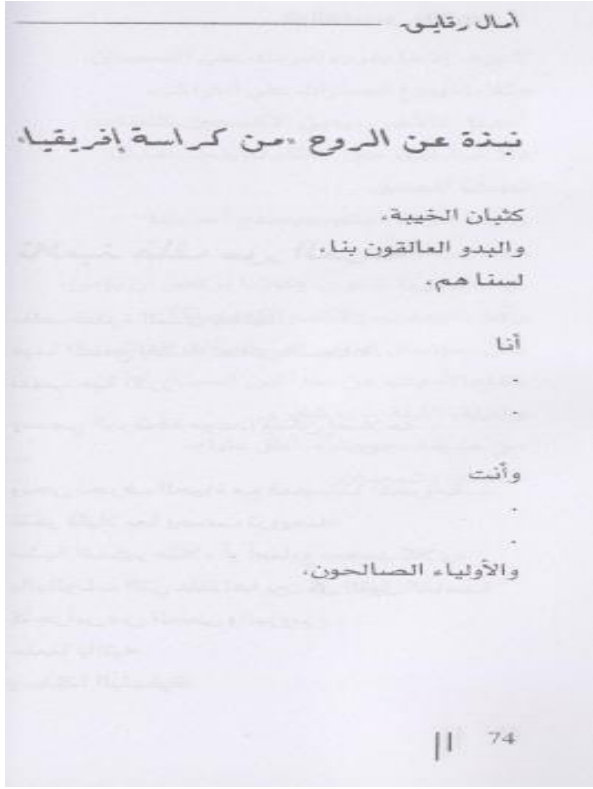 أمال رقايق
نبذة عن الروح «من كراسة إفريقيا»
كثبان الخيبة،
والبدو العالقون بنا،
لسنا هم،
أنا
.
.
وأنت
.
.
والأولياء الصالحون،
74